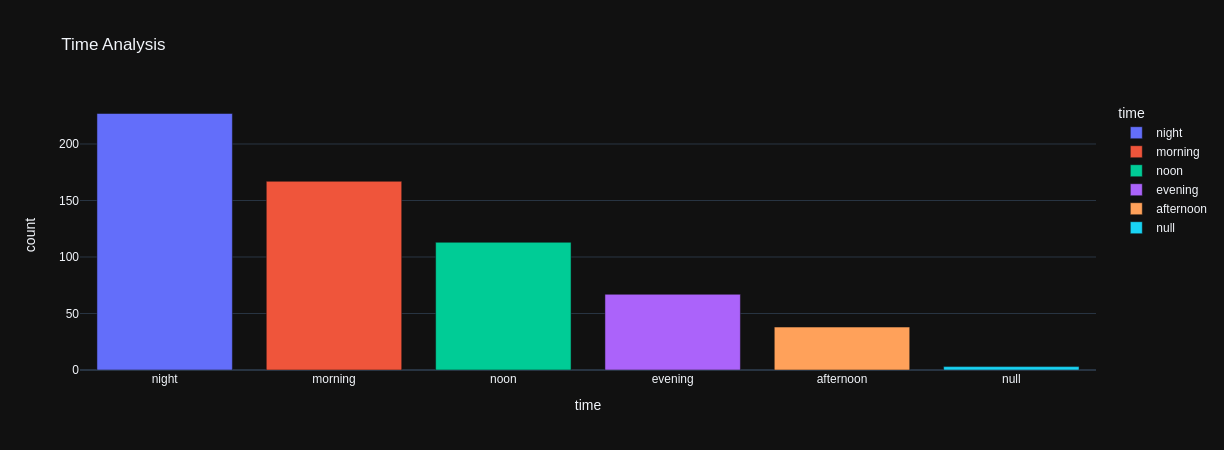 Time Analysis
200
150
100
50
0
count
night
morning
noon
evening
afternoon
null
time
time
night
morning
noon
evening
afternoon
null